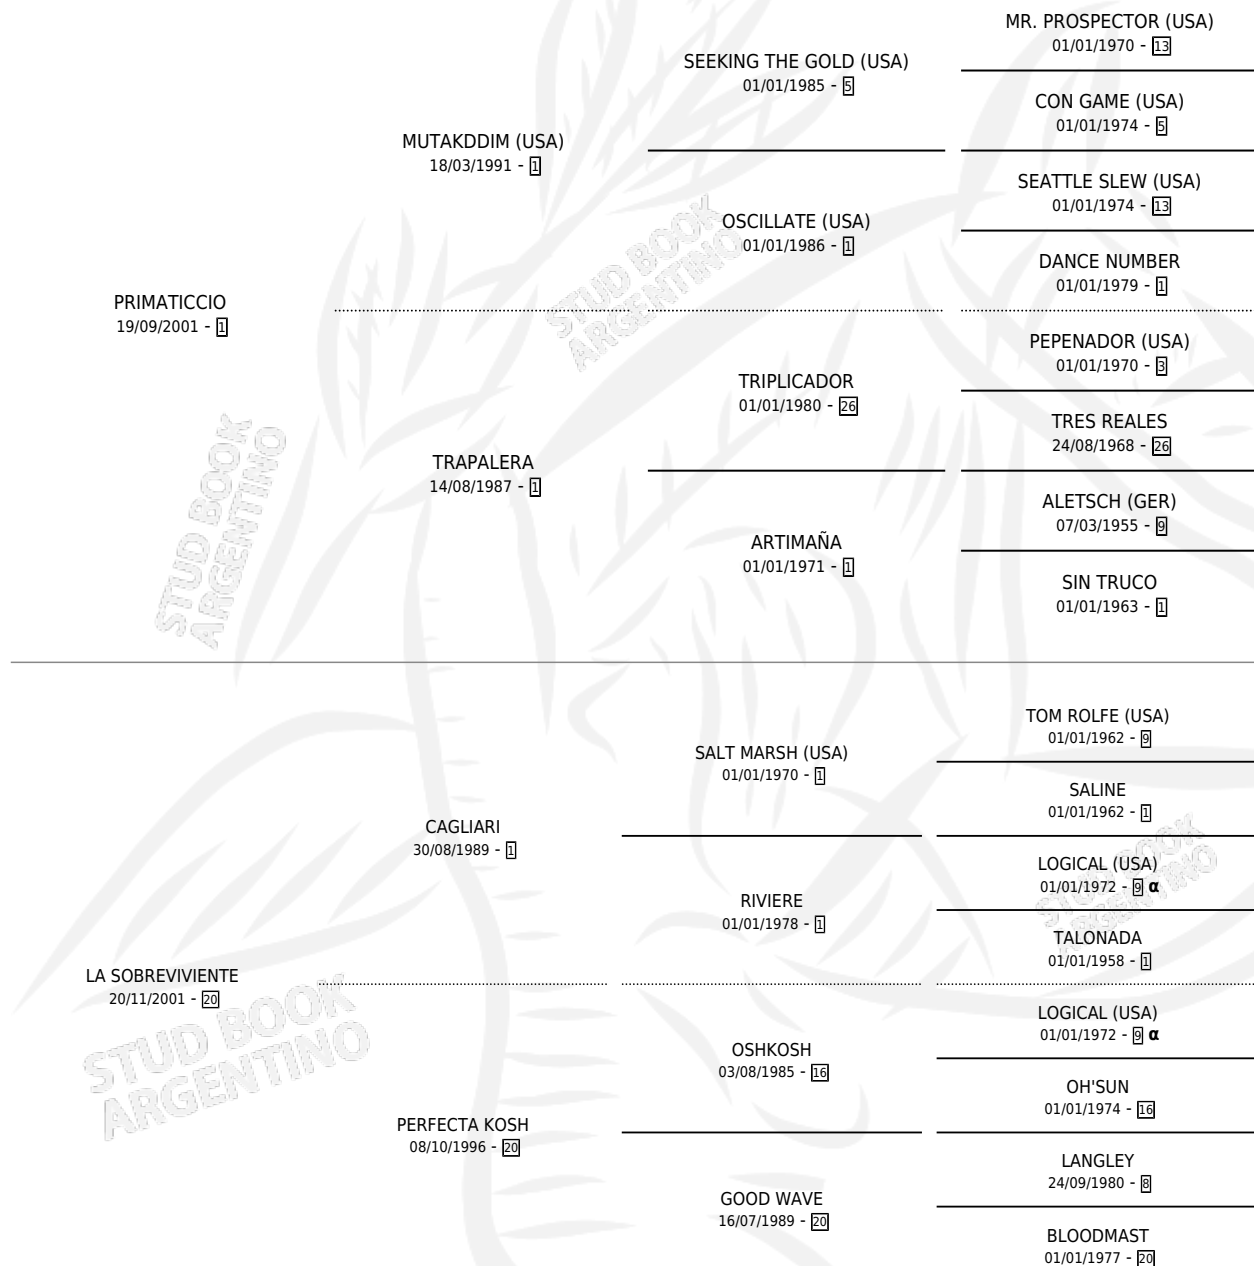 MR. PROSPECTOR (USA)
01/01/1970 - 13
SEEKING THE GOLD (USA)
01/01/1985 - 5
CON GAME (USA)
01/01/1974 - 5
MUTAKDDIM (USA)
18/03/1991 - 1
SEATTLE SLEW (USA)
01/01/1974 - 13
OSCILLATE (USA)
01/01/1986 - 1
DANCE NUMBER
01/01/1979 - 1
PRIMATICCIO
19/09/2001 - 1
PEPENADOR (USA)
01/01/1970 - 3
TRIPLICADOR
01/01/1980 - 26
TRES REALES
24/08/1968 - 26
TRAPALERA
14/08/1987 - 1
ALETSCH (GER)
07/03/1955 - 9
ARTIMAÑA
01/01/1971 - 1
SIN TRUCO
01/01/1963 - 1
TOM ROLFE (USA)
01/01/1962 - 9
SALT MARSH (USA)
01/01/1970 - 1
SALINE
01/01/1962 - 1
CAGLIARI
30/08/1989 - 1
LOGICAL (USA)
01/01/1972 - 9 α
RIVIERE
01/01/1978 - 1
TALONADA
01/01/1958 - 1
LA SOBREVIVIENTE
20/11/2001 - 20
LOGICAL (USA)
01/01/1972 - 9 α
OSHKOSH
03/08/1985 - 16
OH'SUN
01/01/1974 - 16
PERFECTA KOSH
08/10/1996 - 20
LANGLEY
24/09/1980 - 8
GOOD WAVE
16/07/1989 - 20
BLOODMAST
01/01/1977 - 20
STUD BOOK
ARGENTINO
STUD BOOK
ARGENTINO
STUD BOOK
ARGENTINO
STUD BOOK
ARGENTINO